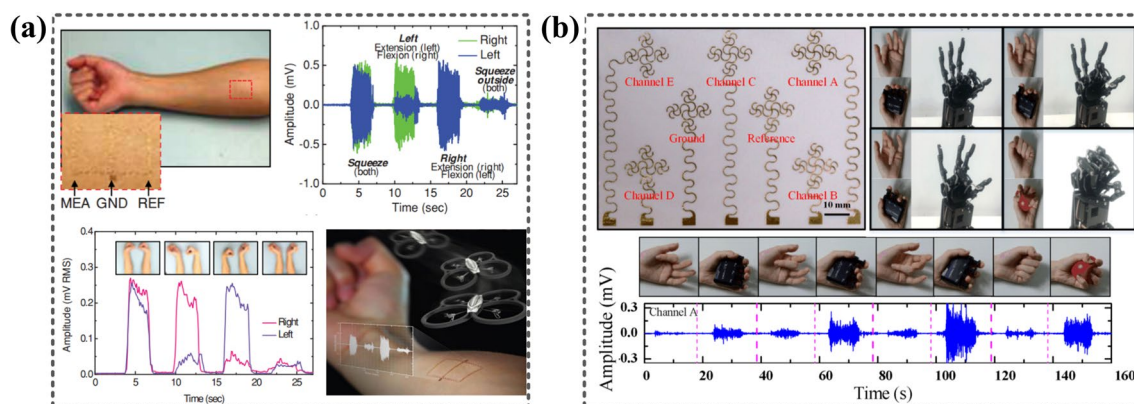 (a)
MEA GND REF
Amplitude (mV)
1.0
0.5
0.0
-0.5
-1.0
Left
Extension (left)
Flexion (right)
Right
Left
Squeeze
outside
(both)
Squeeze
(both)
Right
Extension (right)
Flexion (left)
0 5 10 15 20 25
Time (sec)
Amplitude (mV RMS)
0.4
0.3
0.2
0.1
0.0
Right
Left
0 5 10 15 20 25
Time (sec)
(b)
Channel E
Channel C
Channel A
Ground
Reference
Channel D
Channel B
10 mm
Amplitude (mV)
0.3
0.0
-0.3
Channel A
0 20 40 60 80 100 120 140 160
Time (s)